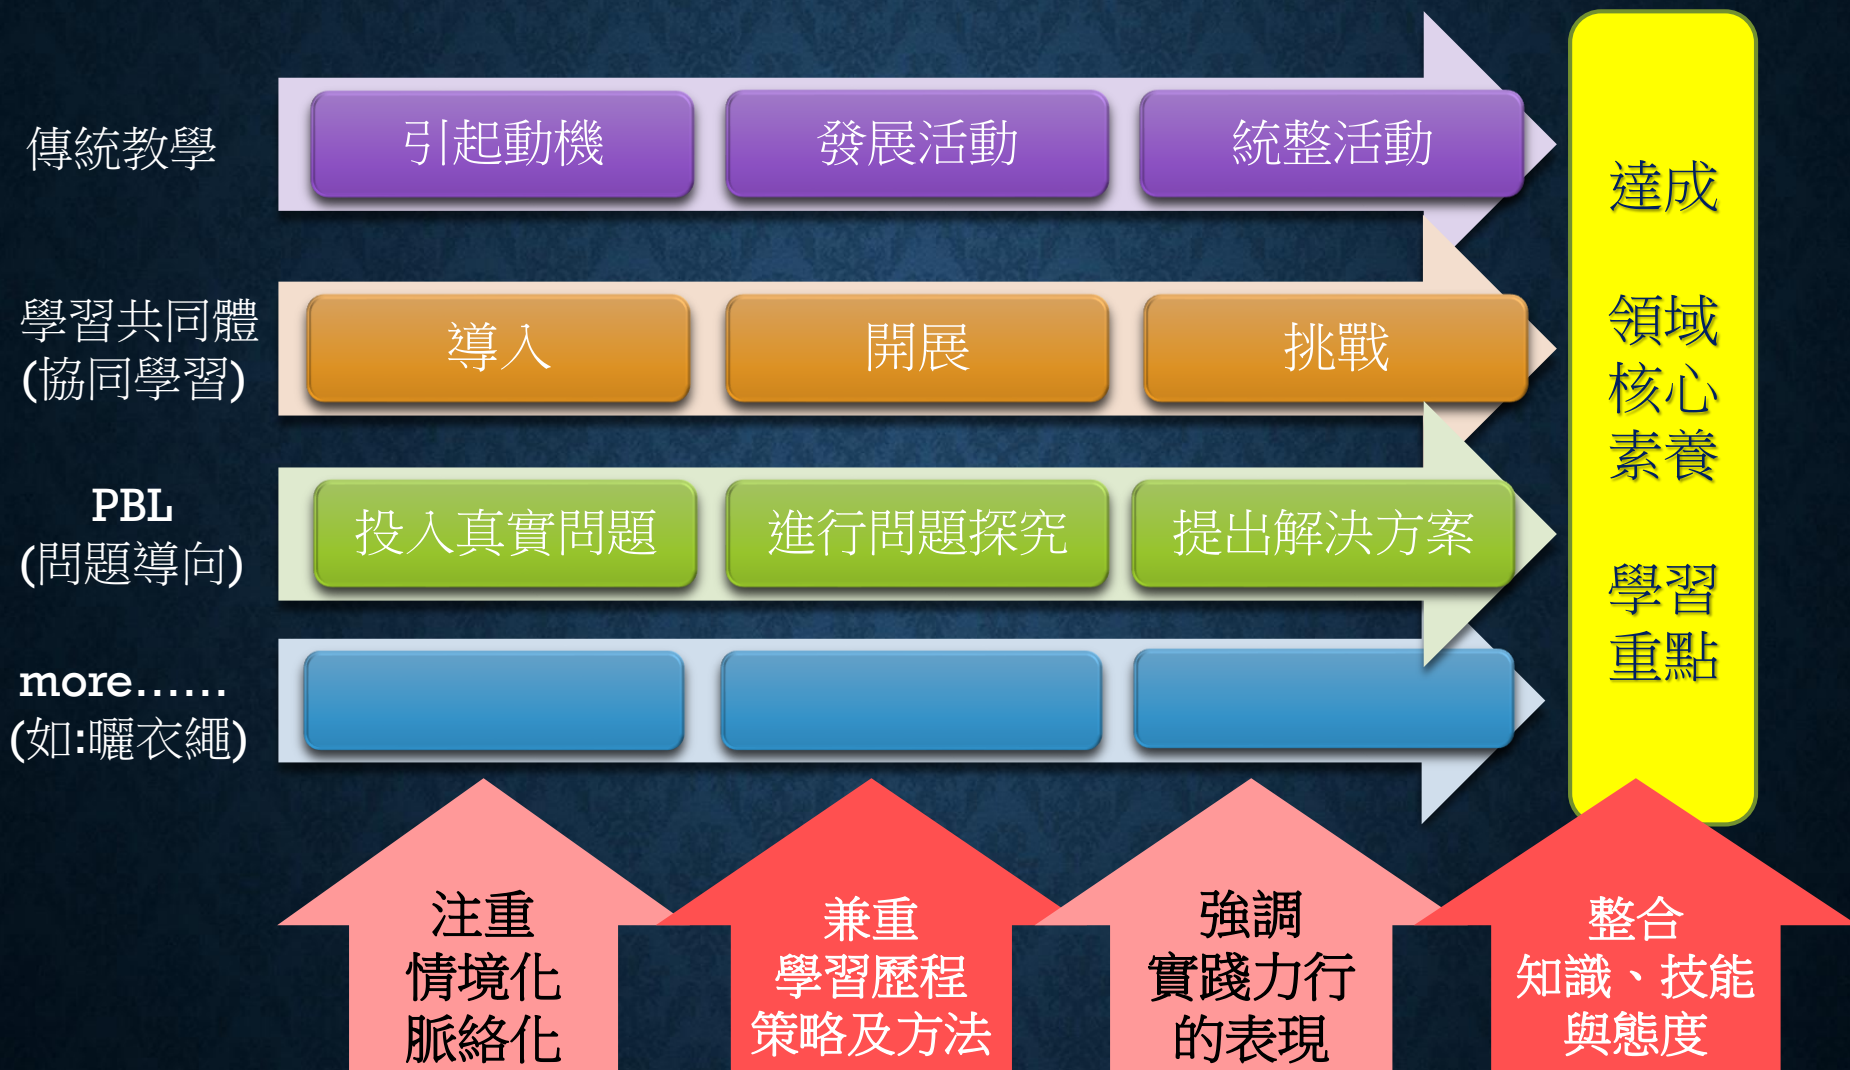 傳統教學
引起動機
發展活動
統整活動
學習共同體
(協同學習)
導入
開展
挑戰
PBL
(問題導向)
投入真實問題
進行問題探究
提出解決方案
more……
(如:曬衣繩)
達成
領域
核心
素養
學習
重點
注重
情境化
脈絡化
兼重
學習歷程
策略及方法
強調
實踐力行
的表現
整合
知識、技能
與態度